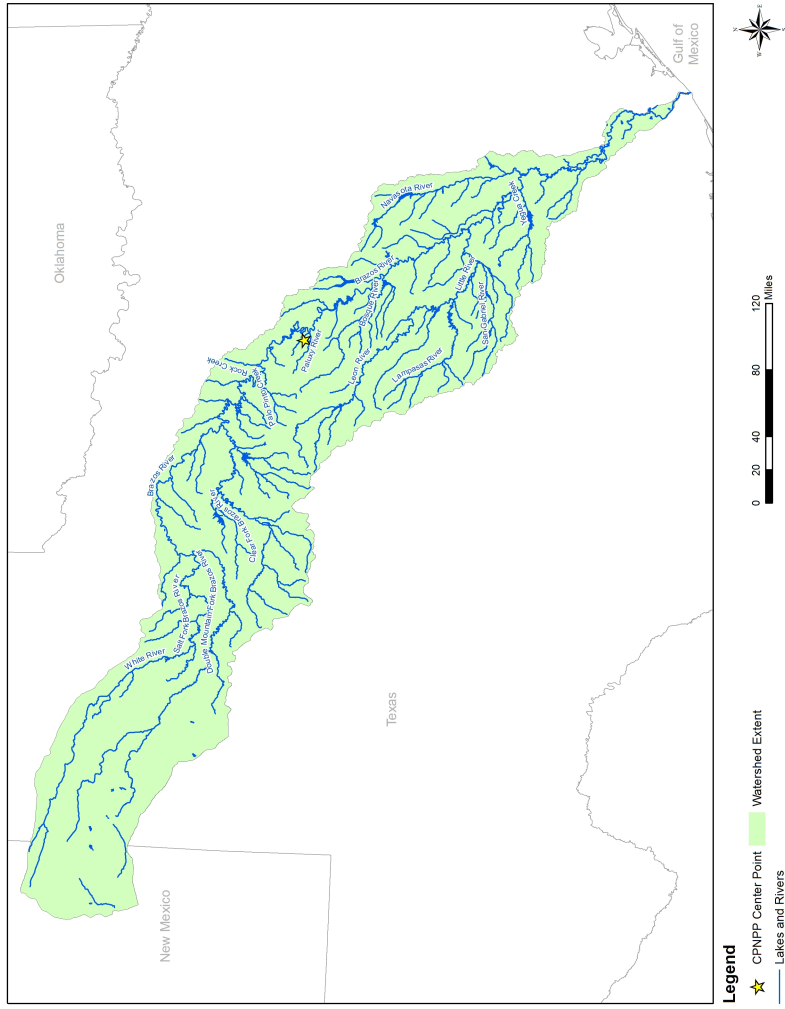 Oklahoma
New Mexico
Texas
Gulf of
Mexico
White River
Salt Fork Brazos River
Double Mountain Fork Brazos River
Brazos River
Clear Fork Brazos River
Rock Creek
Palo Pinto Creek
Paluxy River
Leon River
Bosque River
Brazos River
Lampasas River
Little River
San Gabriel River
Navasota River
Yegua Creek
N
E
S
W
0 20 40 80 120
Miles
Legend
CPNPP Center Point
Watershed Extent
Lakes and Rivers